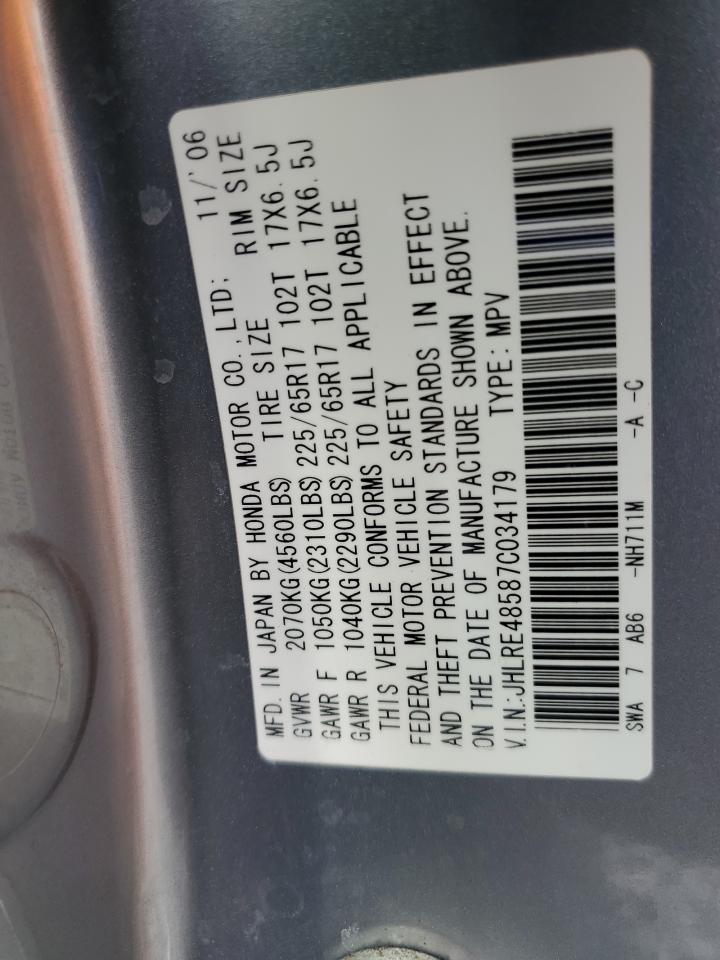 MFD. IN JAPAN BY HONDA MOTOR CO.,LTD; 11/'06
GVWR 2070KG(4560LBS) TIRE SIZE RIM SIZE
GAWR F 1050KG(2310LBS) 225/65R17 102T 17X6.5J
GAWR R 1040KG(2290LBS) 225/65R17 102T 17X6.5J
THIS VEHICLE CONFORMS TO ALL APPLICABLE
FEDERAL MOTOR VEHICLE SAFETY
AND THEFT PREVENTION STANDARDS IN EFFECT
ON THE DATE OF MANUFACTURE SHOWN ABOVE.
V.I.N.:JHLRE48587C034179 TYPE: MPV
SWA 7 AB6 -NH711M -A -C